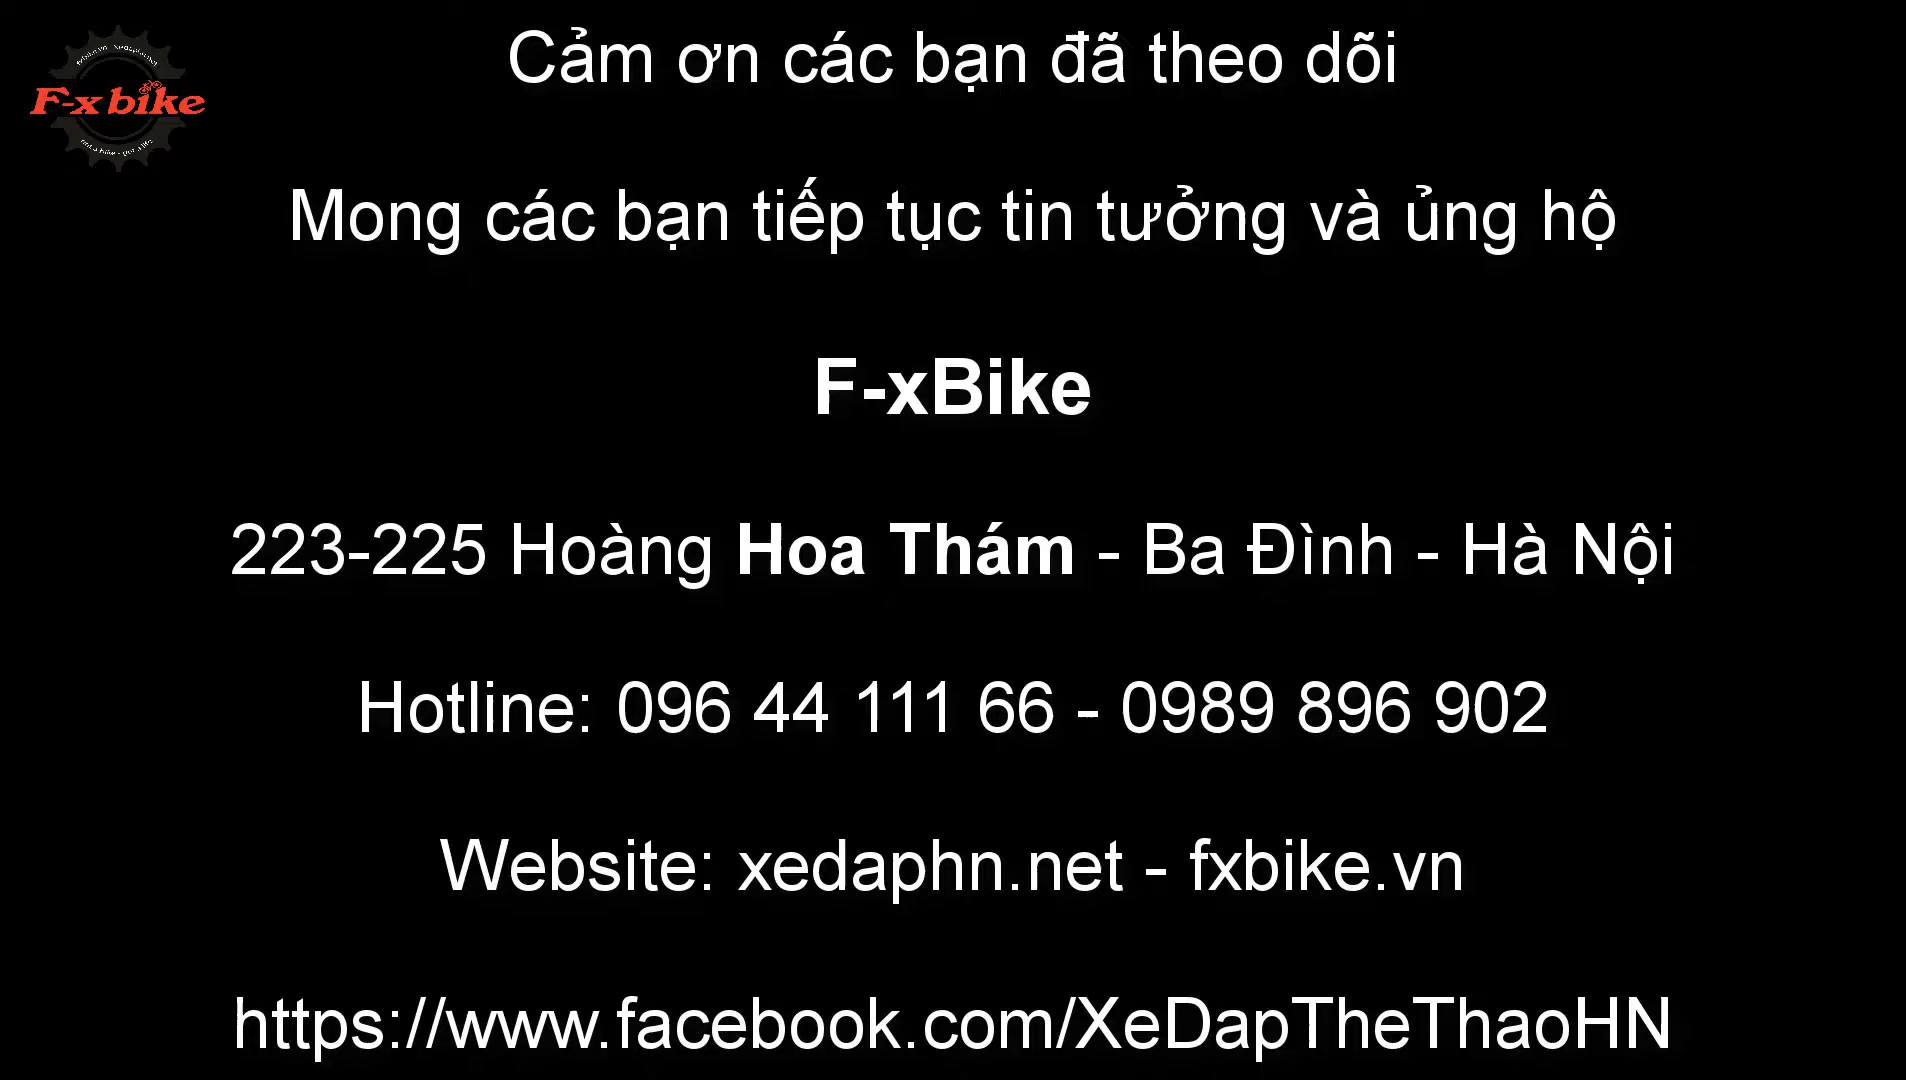 F-x bike
Cảm ơn các bạn đã theo dõi
Mong các bạn tiếp tục tin tưởng và ủng hộ
F-xBike
223-225 Hoàng Hoa Thám - Ba Đình - Hà Nội
Hotline: 096 44 111 66 - 0989 896 902
Website: xedaphn.net - fxbike.vn
https://www.facebook.com/XeDapTheThaoHN